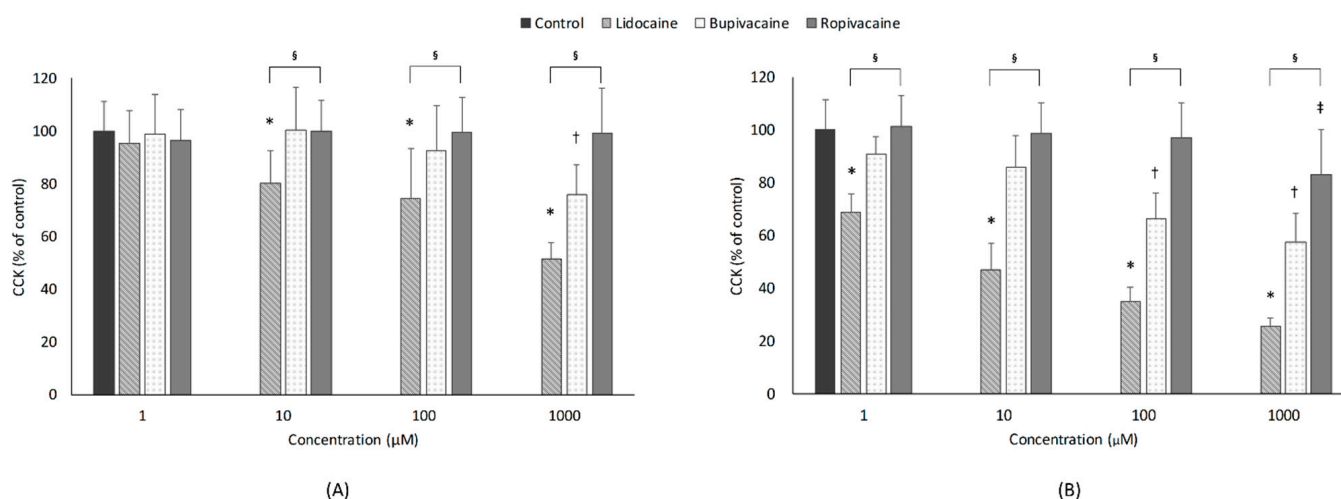 Control Lidocaine Bupivacaine Ropivacaine
§ § §
120
100
80
60
40
20
0
CCK (% of control)
* * * †
1 10 100 1000
Concentration (µM)
(A)
§ § § §
120
100
80
60
40
20
0
CCK (% of control)
* * * † * † ‡
1 10 100 1000
Concentration (µM)
(B)